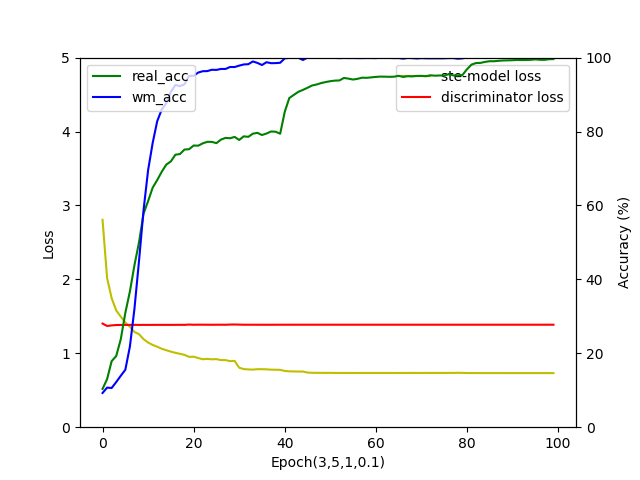 real_acc
wm_acc
ste-model loss
discriminator loss
5
4
3
2
1
0
Loss
100
80
60
40
20
0
Accuracy (%)
0 20 40 60 80 100
Epoch(3,5,1,0.1)